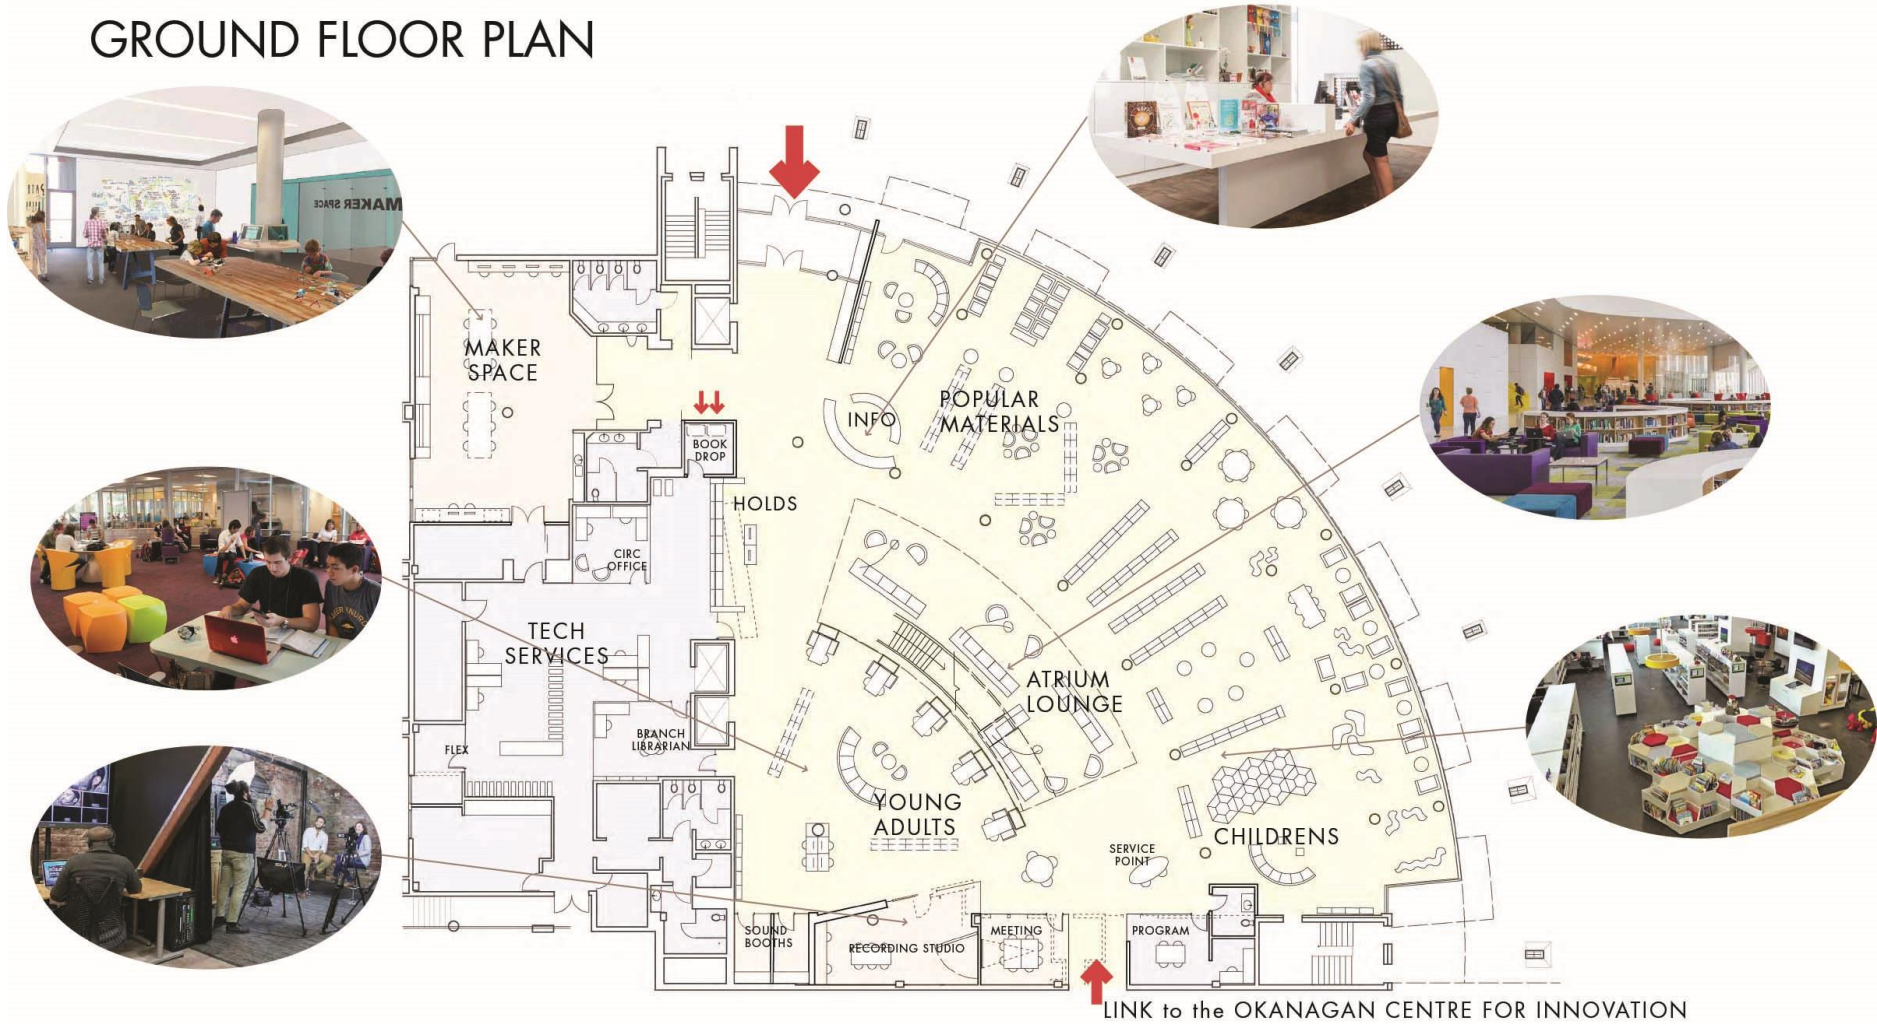 GROUND FLOOR PLAN
MAKER SPACE
MAKER
SPACE
INFO
POPULAR
MATERIALS
BOOK
DROP
HOLDS
CIRC
OFFICE
TECH
SERVICES
ATRIUM
LOUNGE
BRANCH
LIBRARIAN
FLEX
YOUNG
ADULTS
CHILDRENS
SERVICE
POINT
SOUND
BOOTHS
RECORDING STUDIO
MEETING
PROGRAM
LINK to the OKANAGAN CENTRE FOR INNOVATION